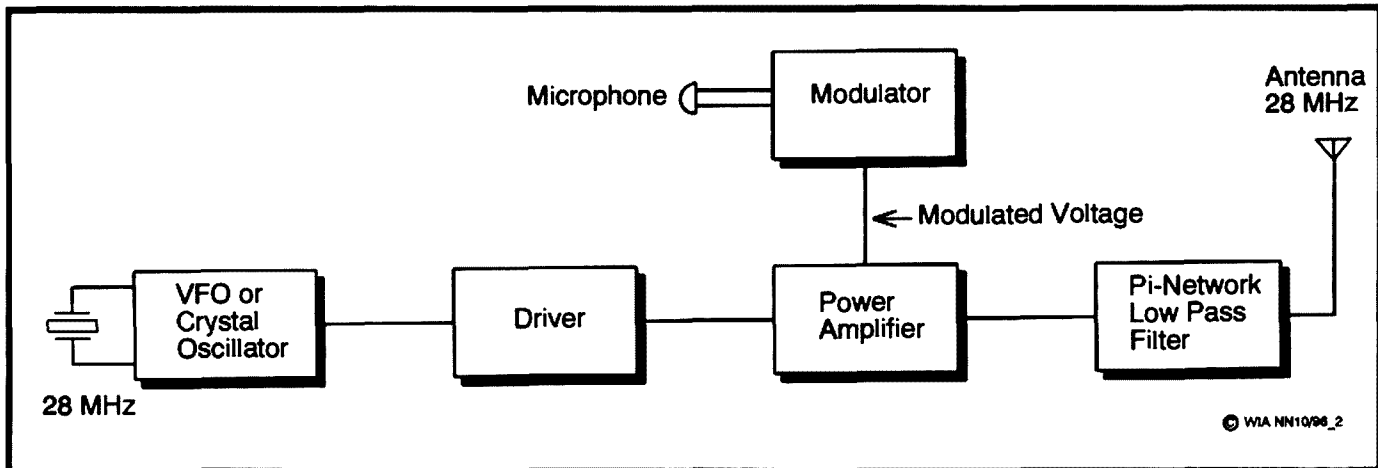 Microphone
Modulator
Antenna
28 MHz
Modulated Voltage
VFO or
Crystal
Oscillator
Driver
Power
Amplifier
Pi-Network
Low Pass
Filter
28 MHz
© WIA NN10/96_2